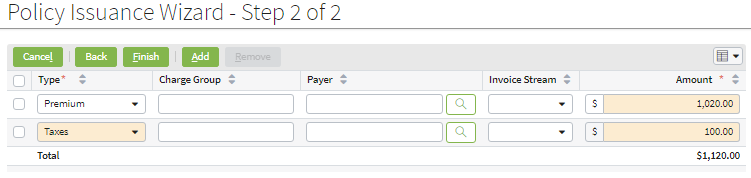 Policy Issuance Wizard - Step 2 of 2
Cancel Back Finish Add Remove
Type* Charge Group Payer Invoice Stream Amount *
Premium $ 1,020.00
Taxes $ 100.00
Total $1,120.00